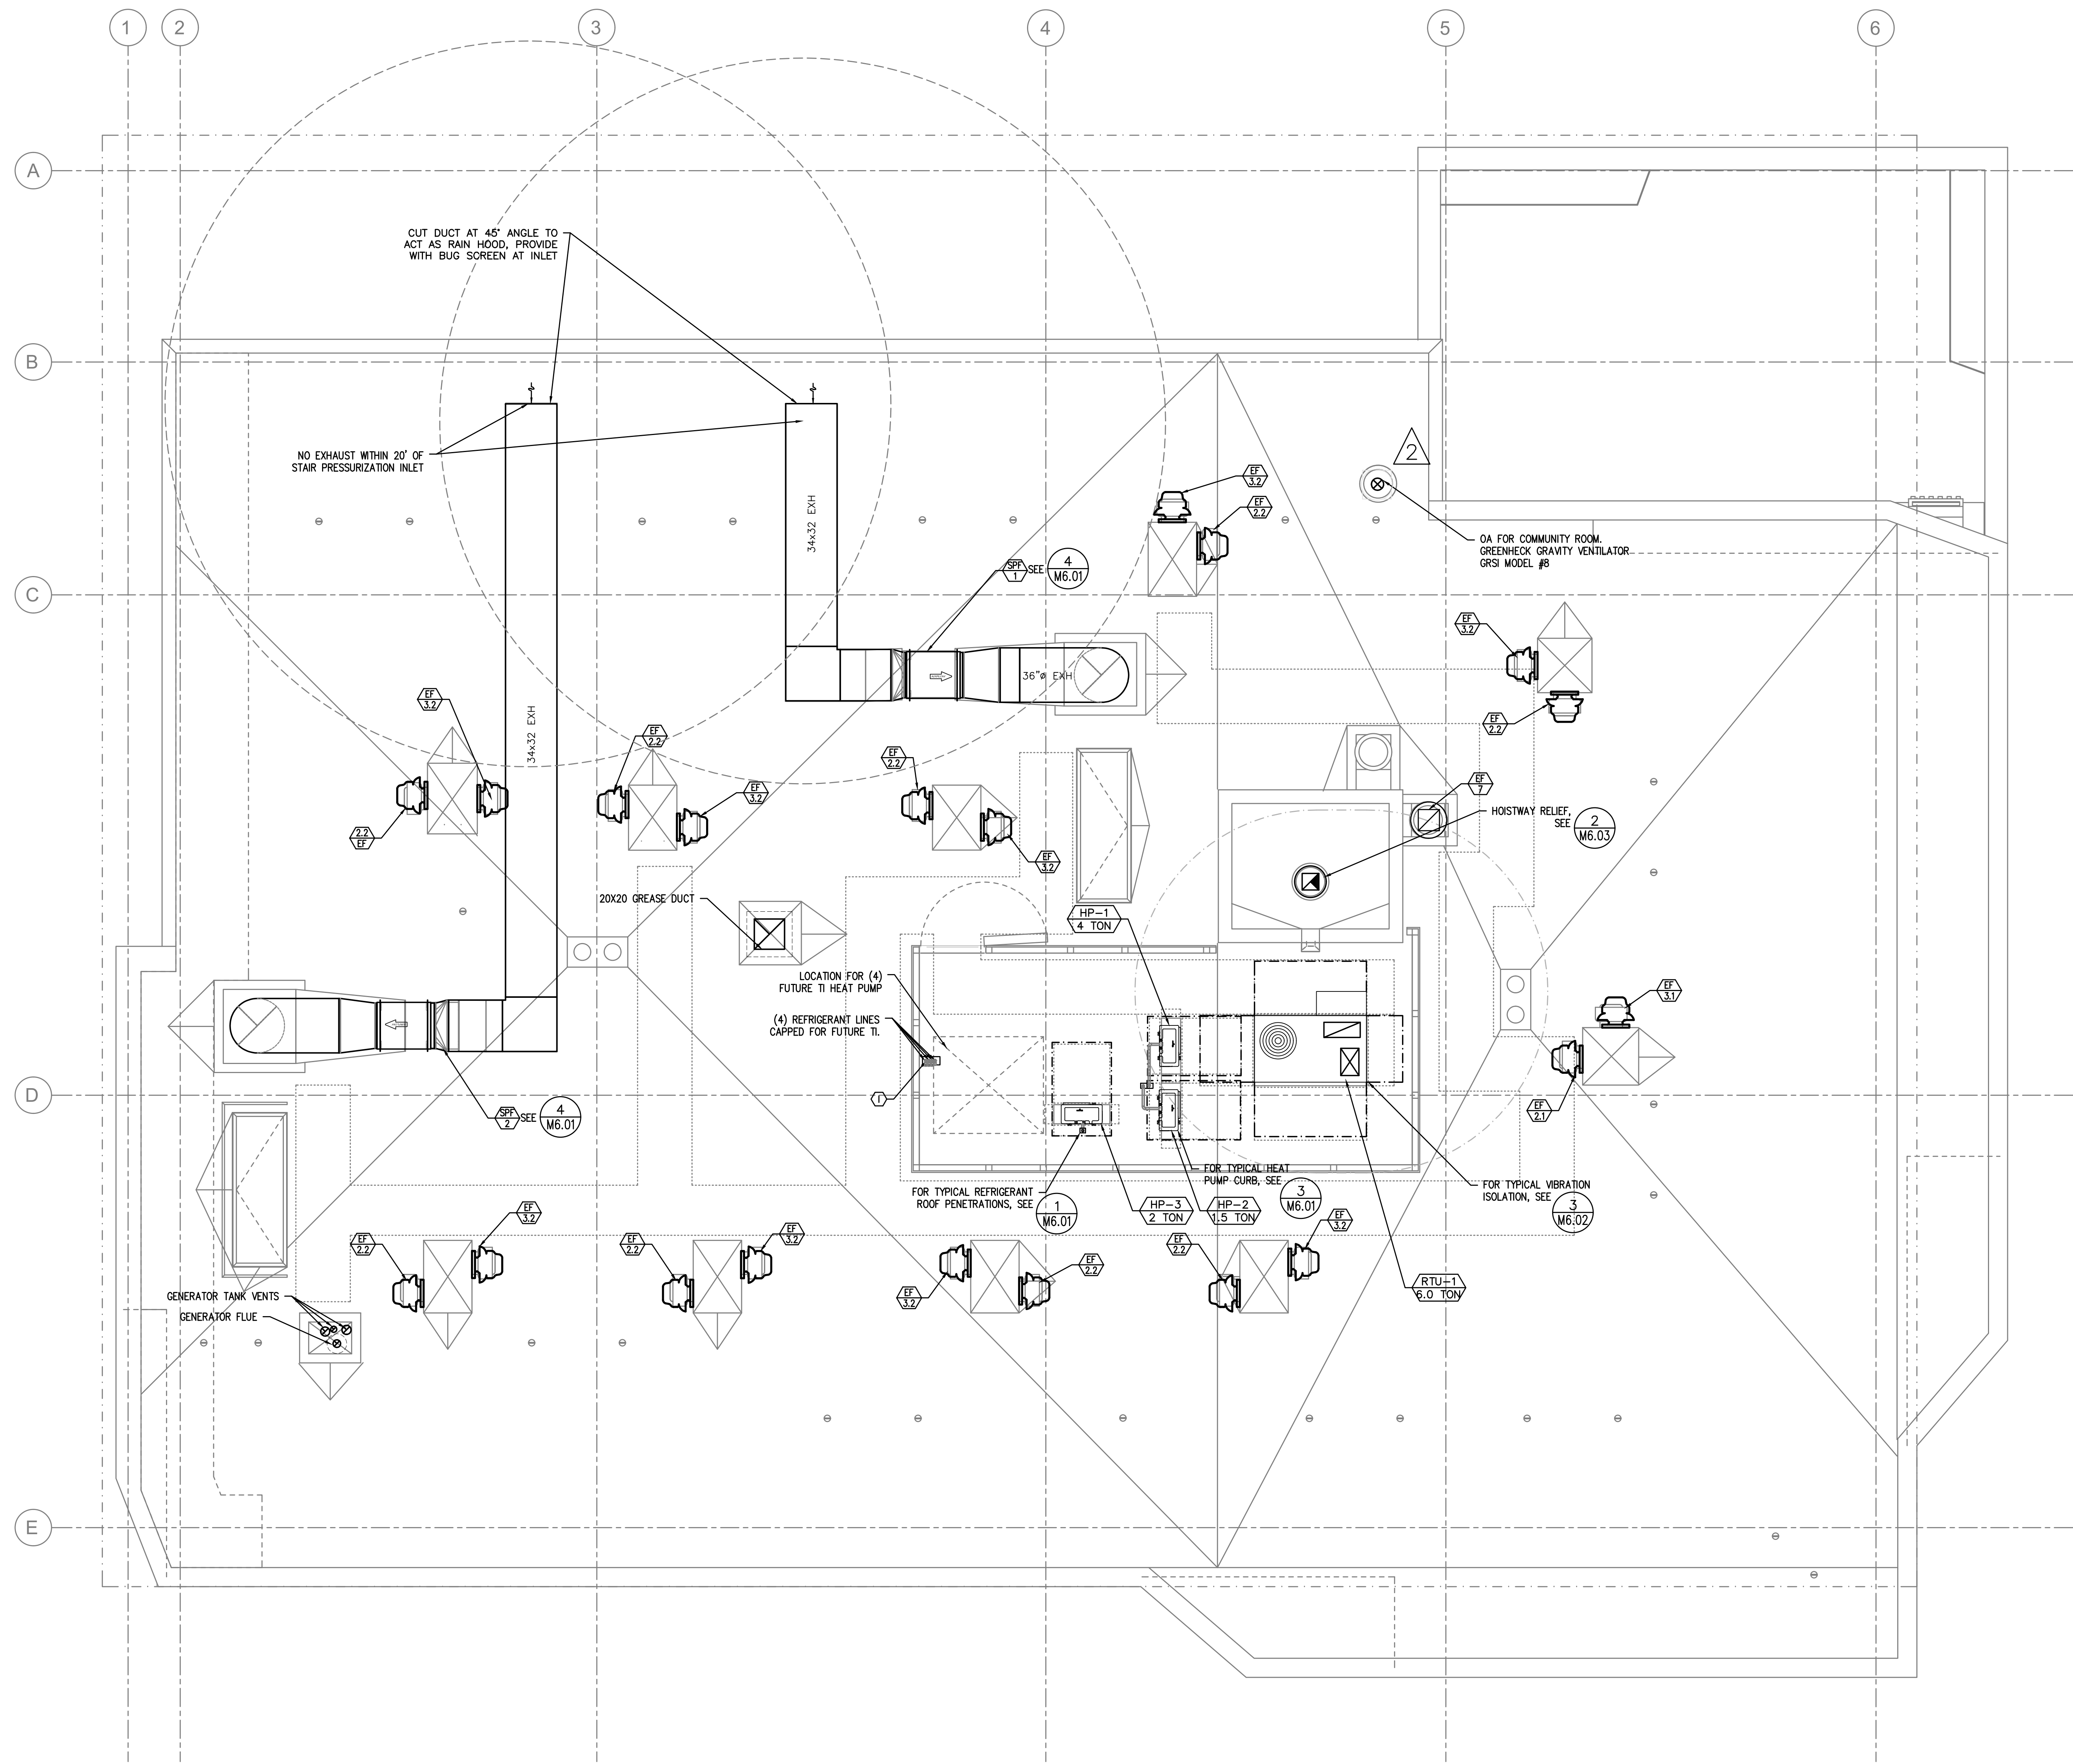 1
2
3
4
5
6
A
B
C
D
E
CUT DUCT AT 45° ANGLE TO
ACT AS RAIN HOOD, PROVIDE
WITH BUG SCREEN AT INLET
NO EXHAUST WITHIN 20' OF
STAIR PRESSURIZATION INLET
34x32 EXH
34x32 EXH
2
EF
3.2
EF
2.2
OA FOR COMMUNITY ROOM.
GREENHECK GRAVITY VENTILATOR
GRSI MODEL #8
SPF
1
SEE
4
M6.01
36"ø EXH
EF
3.2
EF
2.2
EF
3.2
2.2
EF
EF
2.2
EF
3.2
EF
2.2
EF
3.2
EF
7
HOISTWAY RELIEF,
SEE
2
M6.03
20X20 GREASE DUCT
HP-1
4 TON
LOCATION FOR (4)
FUTURE TI HEAT PUMP
(4) REFRIGERANT LINES
CAPPED FOR FUTURE TI.
1
EF
3.1
EF
2.1
SPF
2
SEE
4
M6.01
FOR TYPICAL HEAT
PUMP CURB, SEE
3
M6.01
FOR TYPICAL REFRIGERANT
ROOF PENETRATIONS, SEE
1
M6.01
HP-3
2 TON
HP-2
1.5 TON
FOR TYPICAL VIBRATION
ISOLATION, SEE
3
M6.02
EF
2.2
EF
3.2
EF
2.2
EF
3.2
EF
3.2
EF
2.2
EF
2.2
EF
3.2
RTU-1
6.0 TON
GENERATOR TANK VENTS
GENERATOR FLUE